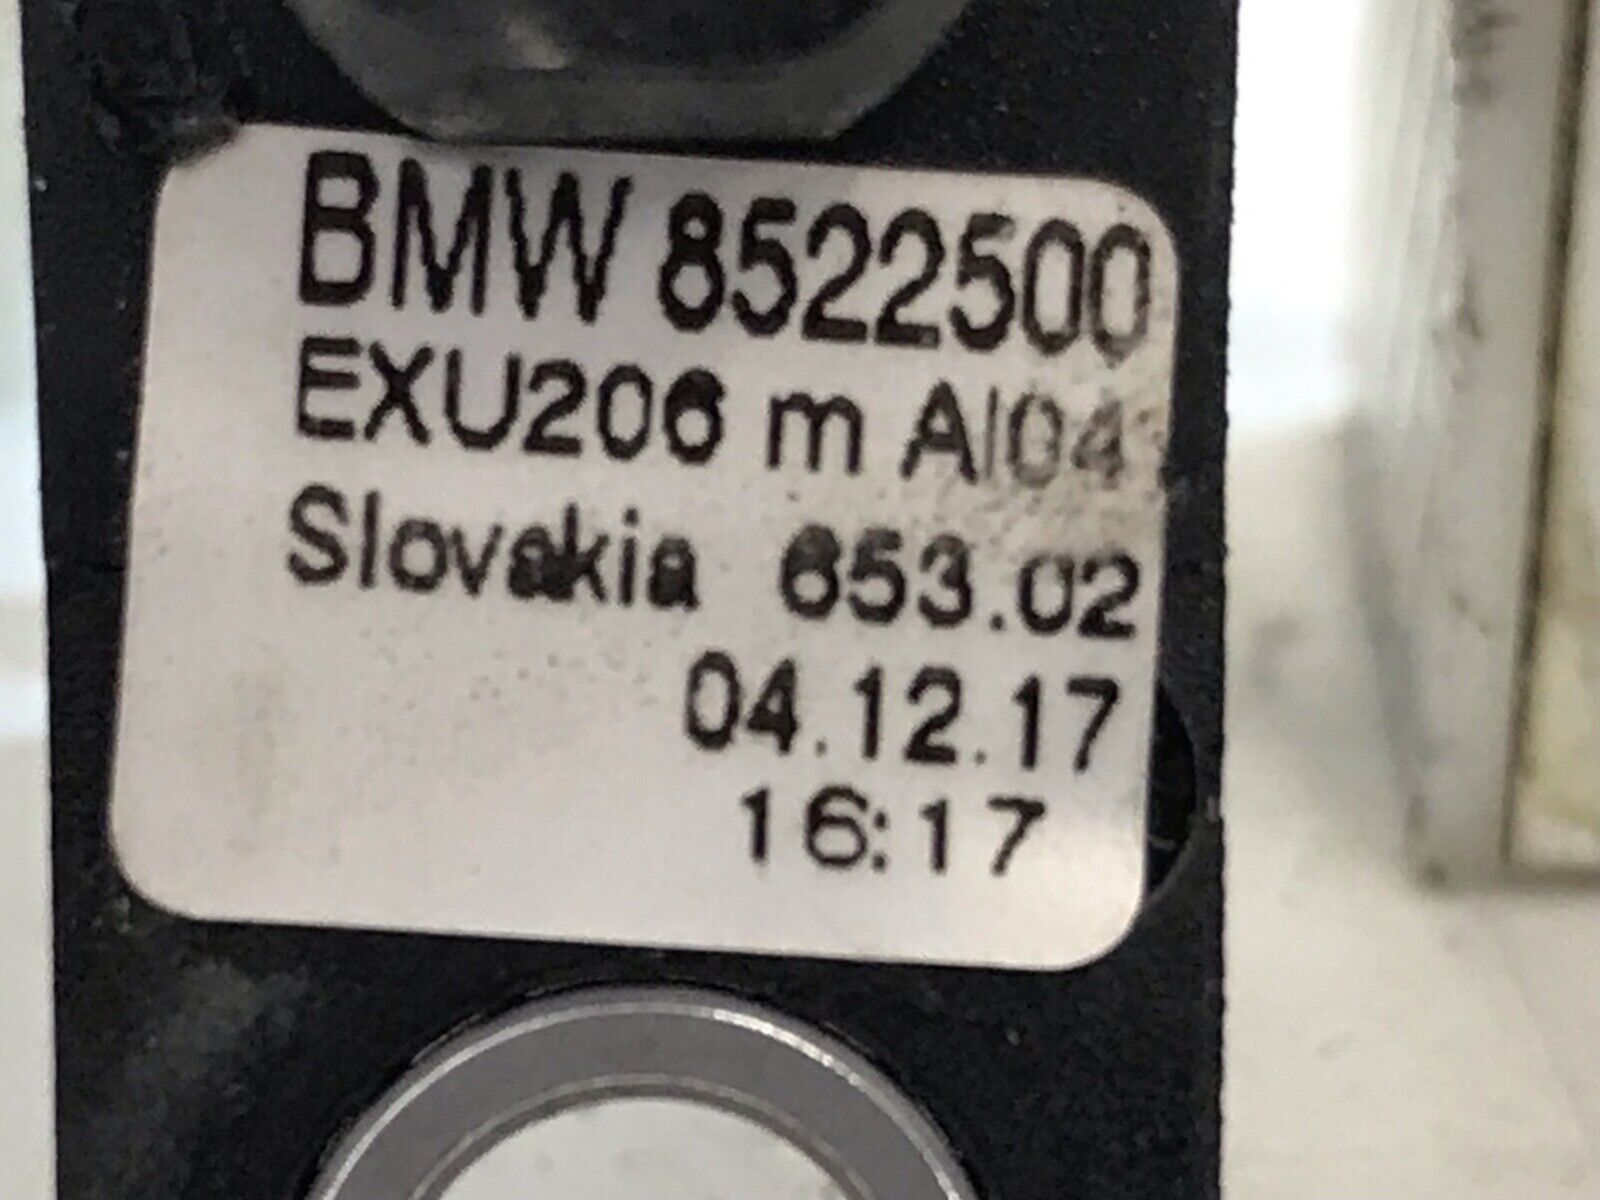 BMW 8522500
EXU206 m AI04
Slovakia 653.02
04.12.17
16:17